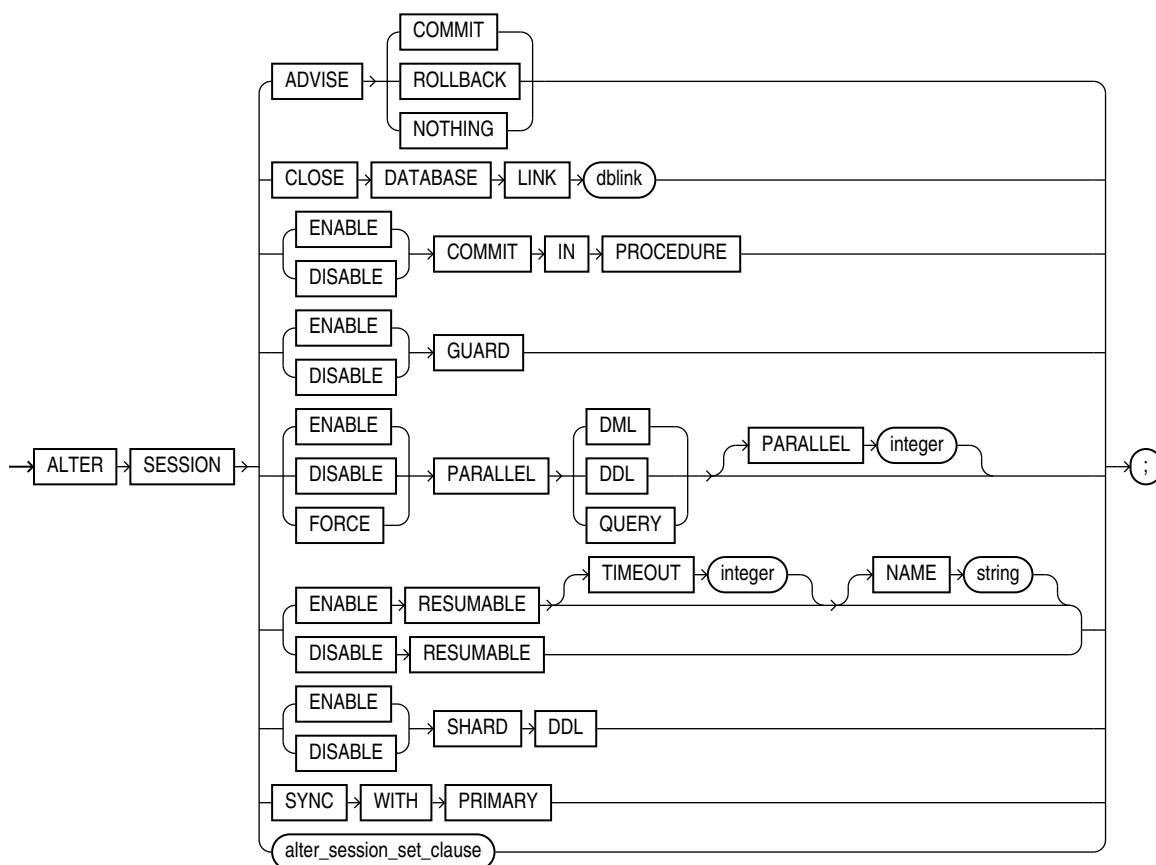 COMMIT
ADVISE ROLLBACK
NOTHING
CLOSE DATABASE LINK dblink
ENABLE
COMMIT IN PROCEDURE
DISABLE
ENABLE
GUARD
DISABLE
ENABLE DML PARALLEL integer
ALTER SESSION DISABLE PARALLEL DDL ;
FORCE QUERY
TIMEOUT integer NAME string
ENABLE RESUMABLE
DISABLE RESUMABLE
ENABLE
SHARD DDL
DISABLE
SYNC WITH PRIMARY
alter_session_set_clause